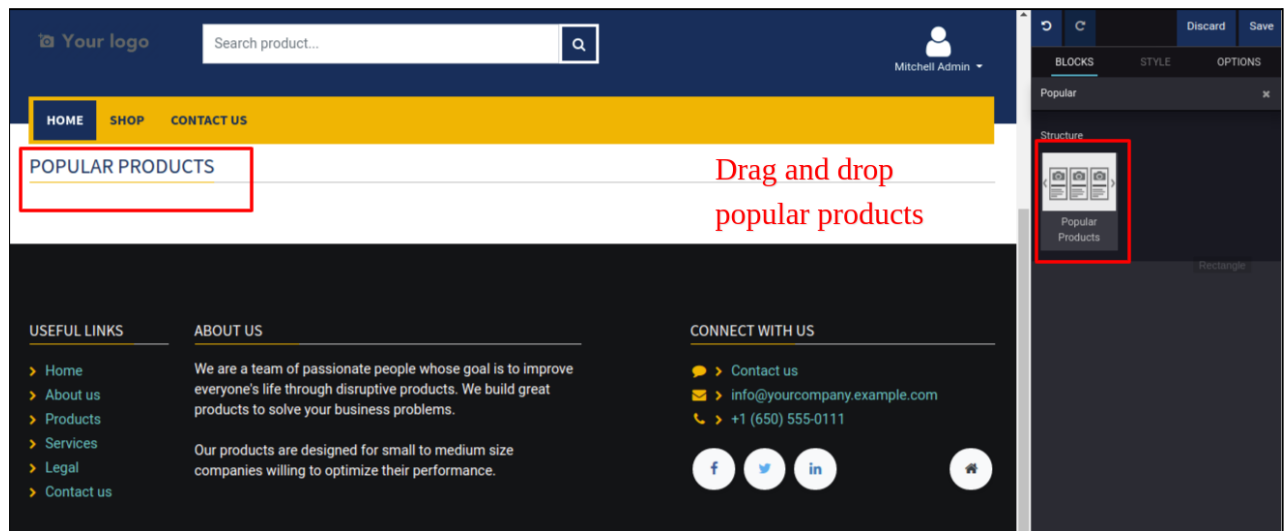 Your logo
Search product...
Mitchell Admin
HOME SHOP CONTACT US
POPULAR PRODUCTS
Drag and drop
popular products
USEFUL LINKS
Home
About us
Products
Services
Legal
Contact us
ABOUT US
We are a team of passionate people whose goal is to improve
everyone's life through disruptive products. We build great
products to solve your business problems.
Our products are designed for small to medium size
companies willing to optimize their performance.
CONNECT WITH US
Contact us
info@yourcompany.example.com
+1 (650) 555-0111
Discard Save
BLOCKS STYLE OPTIONS
Popular
Structure
Popular
Products
Rectangle